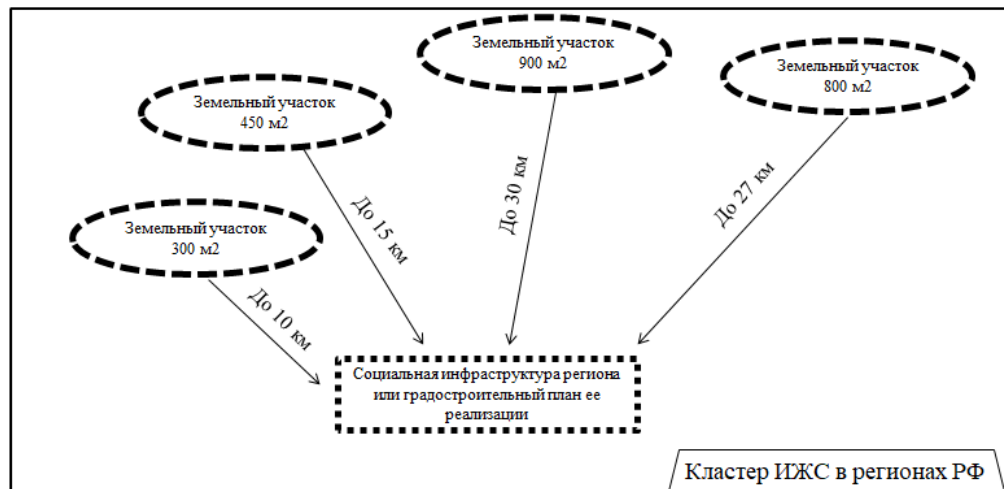 Земельный участок
900 м2
Земельный участок
800 м2
Земельный участок
450 м2
Земельный участок
300 м2
До 10 км
До 15 км
До 30 км
До 27 км
Социальная инфраструктура региона
или градостроительный план ее
реализации
Кластер ИЖС в регионах РФ